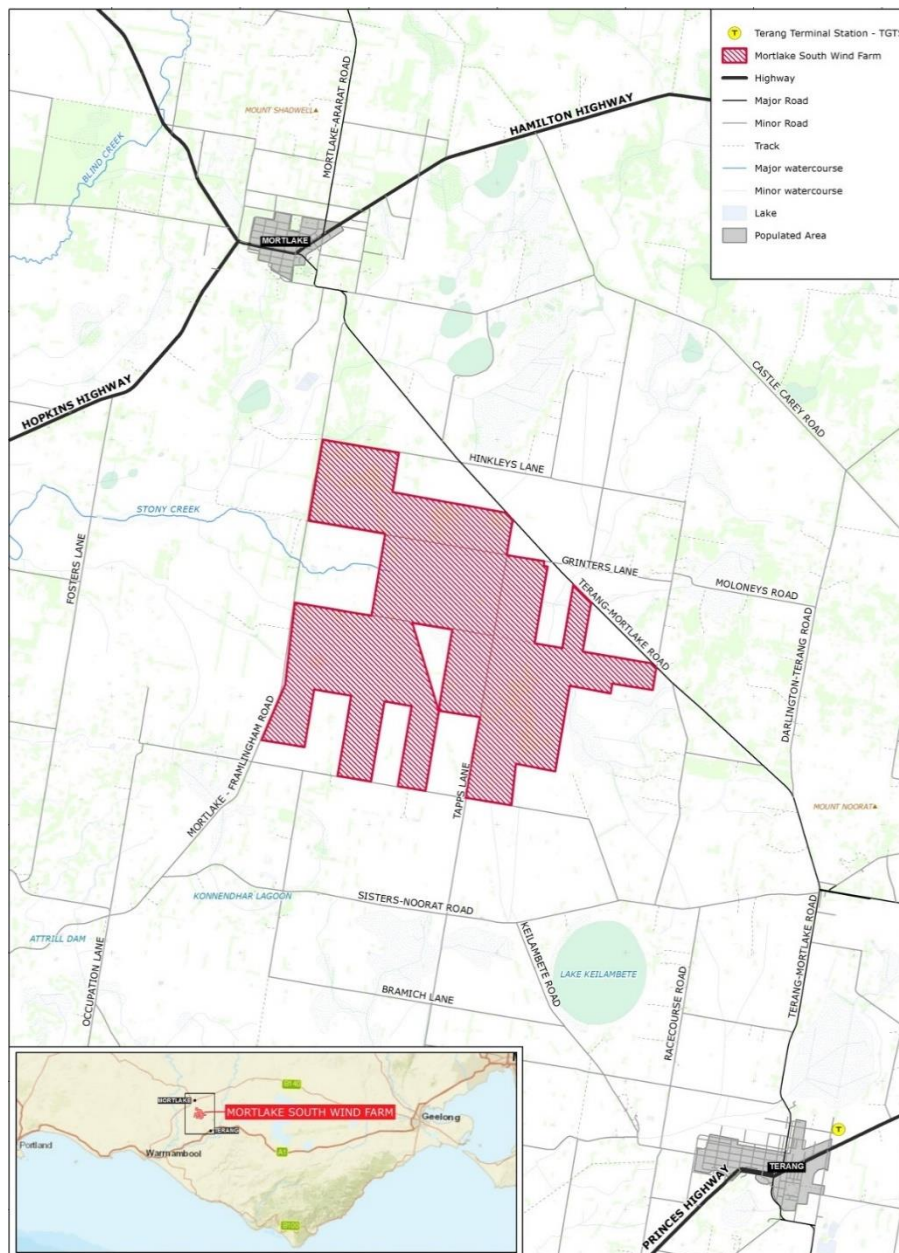 Terang Terminal Station - TGTS
Mortlake South Wind Farm
Highway
Major Road
Minor Road
Track
Major watercourse
Minor watercourse
Lake
Populated Area
MOUNT SHADWELL
MORTLAKE-ARARAT ROAD
HAMILTON HIGHWAY
BLIND CREEK
MORTLAKE
HOPKINS HIGHWAY
CASTLE CAREY ROAD
HINKLEYS LANE
STONY CREEK
FOSTERS LANE
GRINTERS LANE
MOLONEYS ROAD
TERANG-MORTLAKE ROAD
DARLINGTON-TERANG ROAD
MORTLAKE - FRAMLINGHAM ROAD
TAPPS LANE
MOUNT NOORAT
KONNENDHAR LAGOON
SISTERS-NOORAT ROAD
ATTRILL DAM
OCCUPATION LANE
KEILAMBETE ROAD
LAKE KEILAMBETE
BRAMICH LANE
RACECOURSE ROAD
TERANG-MORTLAKE ROAD
T
TERANG
PRINCES HIGHWAY
MORTLAKE
MORTLAKE SOUTH WIND FARM
TERANG
Geelong
Portland
Warrnambool
A1